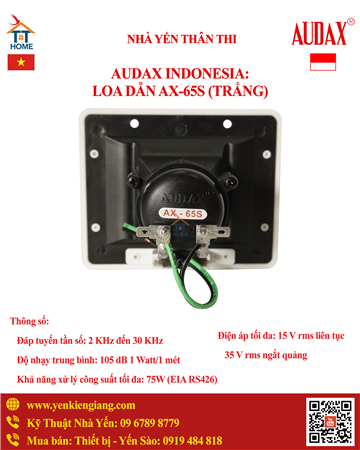 TT
HOME
NHÀ YẾN THÂN THI
AUDAX®
AUDAX INDONESIA:
LOA DẪN AX-65S (TRẮNG)
AUDAX®
AX - 65S
Thông số:
Đáp tuyến tần số: 2 KHz đến 30 KHz
Điện áp tối đa: 15 V rms liên tục
Độ nhạy trung bình: 105 dB 1 Watt/1 mét
35 V rms ngắt quảng
Khả năng xử lý công suất tối đa: 75W (EIA RS426)
www.yenkiengiang.com
Kỹ Thuật Nhà Yến: 09 6789 8779
Mua bán: Thiết bị - Yến Sào: 0919 484 818